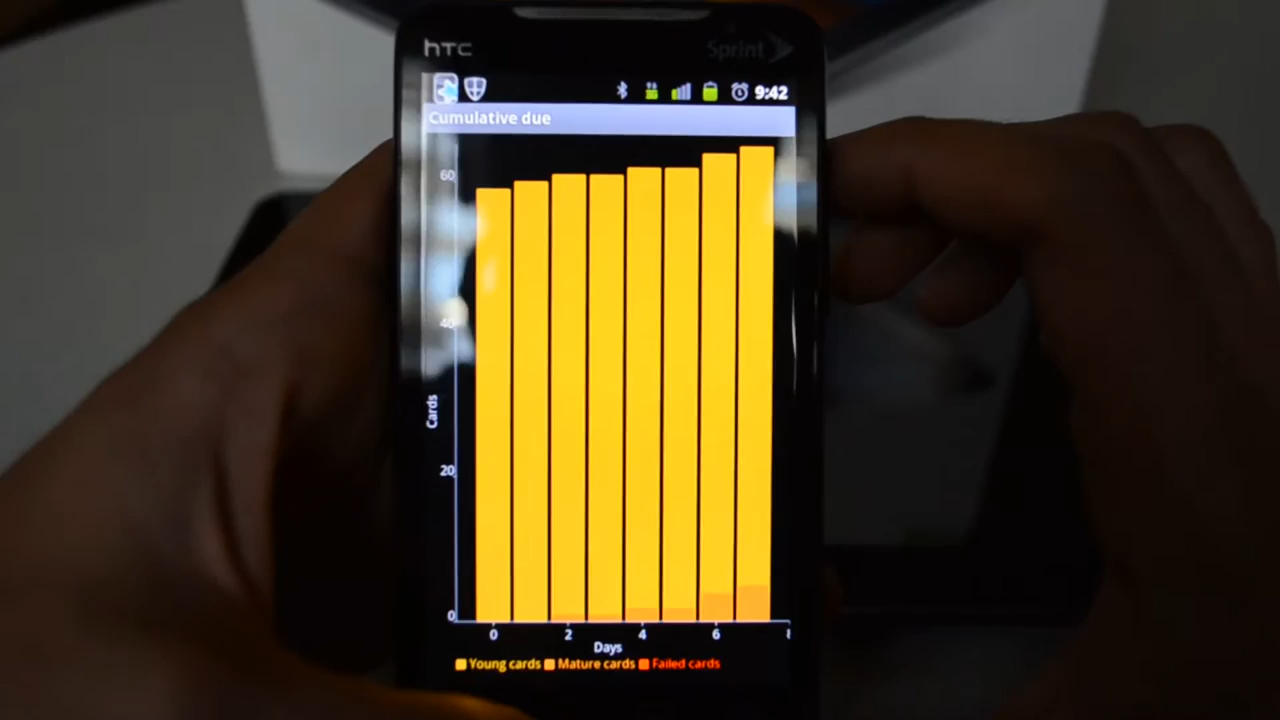 hTC Sprint
9:42
Cumulative due
60
40
20
0
Cards
0 2 4 6 8
Days
Young cards Mature cards Failed cards